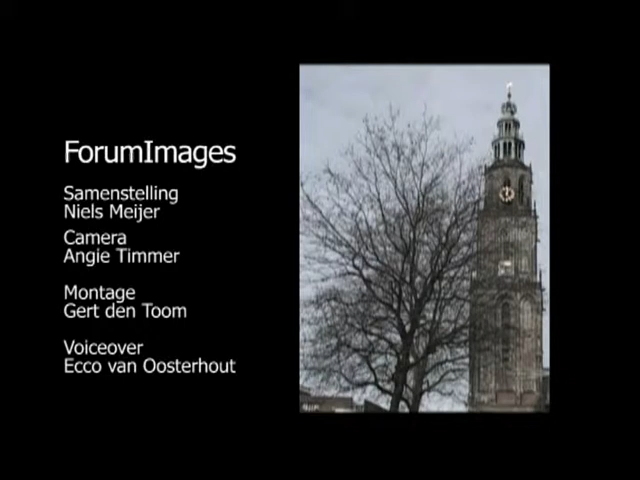 ForumImages
Samenstelling
Niels Meijer
Camera
Angie Timmer
Montage
Gert den Toom
Voiceover
Ecco van Oosterhout